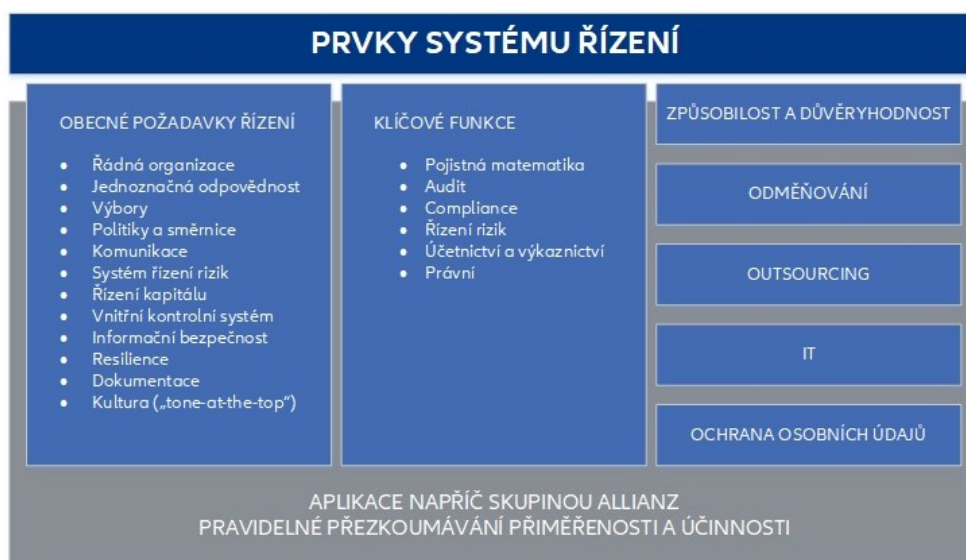 PRVKY SYSTÉMU ŘÍZENÍ
OBECNÉ POŽADAVKY ŘÍZENÍ
• Řádná organizace
• Jednoznačná odpovědnost
• Výbory
• Politiky a směrnice
• Komunikace
• Systém řízení rizik
• Řízení kapitálu
• Vnitřní kontrolní systém
• Informační bezpečnost
• Resilience
• Dokumentace
• Kultura („tone-at-the-top“)
KLÍČOVÉ FUNKCE
• Pojistná matematika
• Audit
• Compliance
• Řízení rizik
• Účetnictví a výkaznictví
• Právní
ZPŮSOBILOST A DŮVĚRYHODNOST
ODMĚŇOVÁNÍ
OUTSOURCING
IT
OCHRANA OSOBNÍCH ÚDAJŮ
APLIKACE NAPŘÍČ SKUPINOU ALLIANZ
PRAVIDELNÉ PŘEZKOUMÁVÁNÍ PŘIMĚŘENOSTI A ÚČINNOSTI